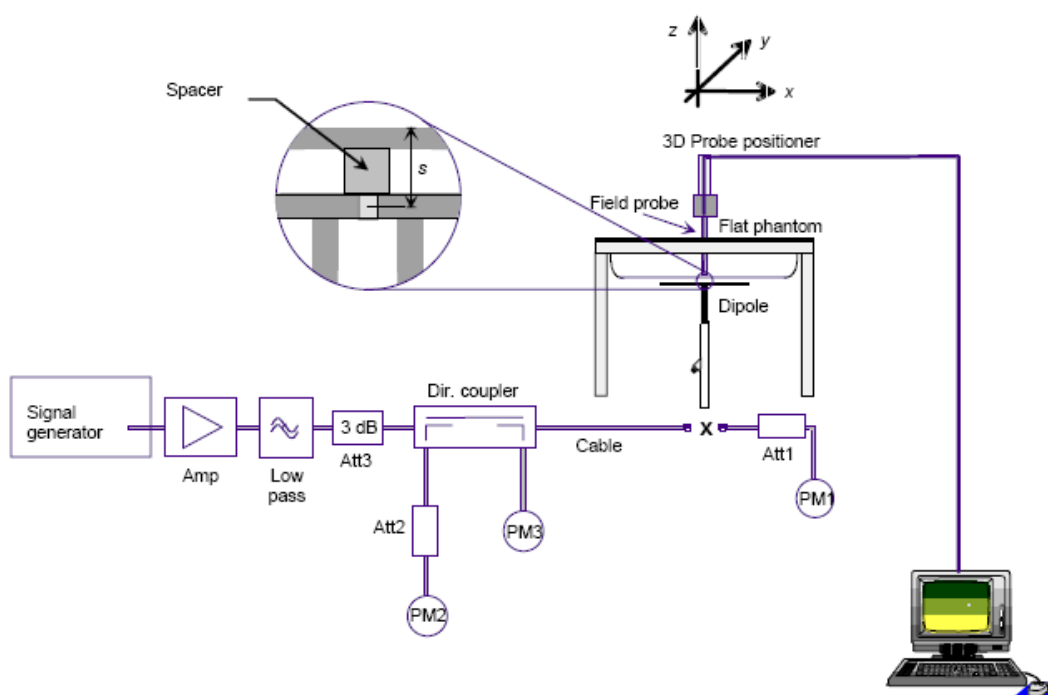 z
y
x
Spacer
s
3D Probe positioner
Field probe
Flat phantom
Dipole
Signal
generator
Amp
Low
pass
3 dB
Att3
Dir. coupler
Cable
x
Att1
PM1
Att2
PM3
PM2